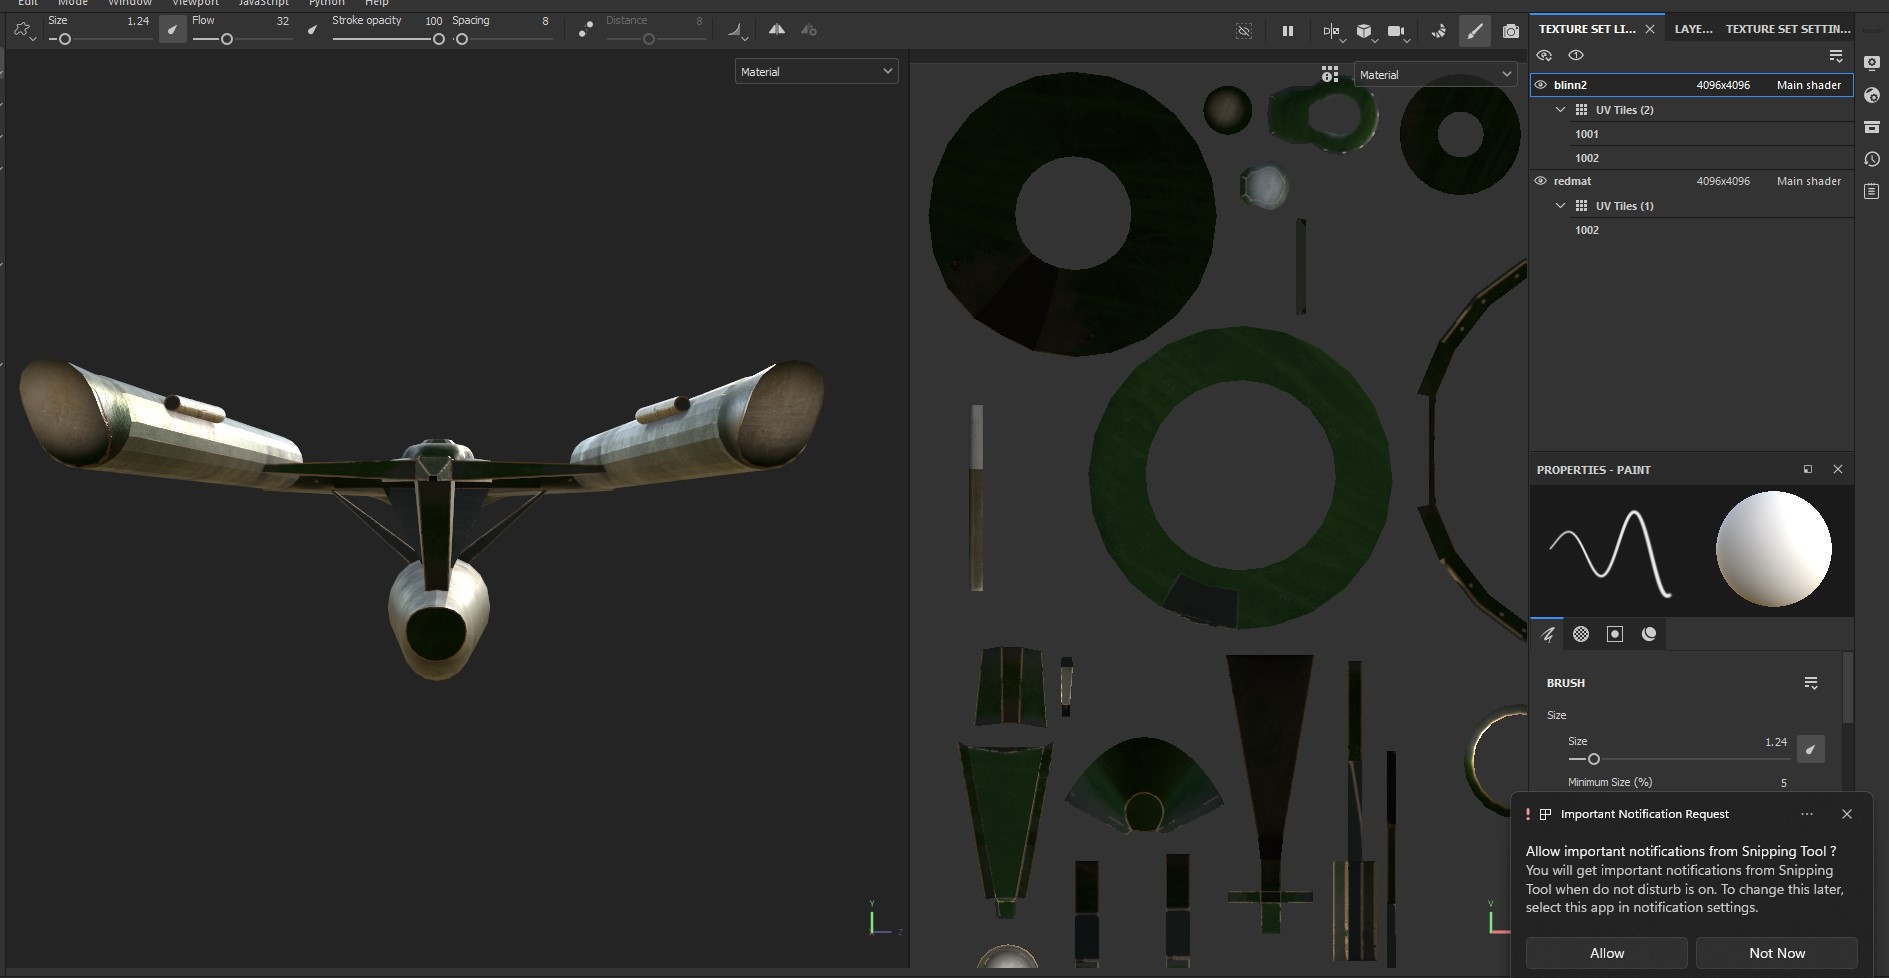 Edit Mode Window Viewport JavaScript Python Help
Size 1.24 Flow 32 Stroke opacity 100 Spacing 8 Distance 8
Material
Material
TEXTURE SET LI... LAYE... TEXTURE SET SETTIN...
blinn2 4096x4096 Main shader
UV Tiles (2)
1001
1002
redmat 4096x4096 Main shader
UV Tiles (1)
1002
PROPERTIES - PAINT
BRUSH
Size
Size 1.24
Minimum Size (%) 5
Important Notification Request
Allow important notifications from Snipping Tool ?
You will get important notifications from Snipping
Tool when do not disturb is on. To change this later,
select this app in notification settings.
Allow Not Now
Y
Z
V